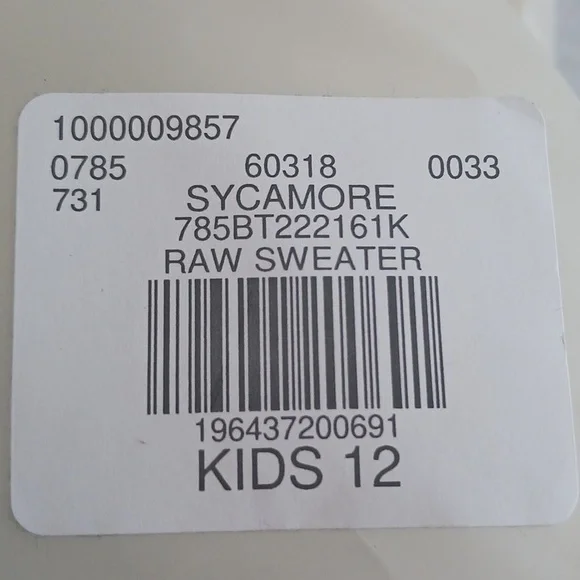 1000009857
0785 60318 0033
731 SYCAMORE
785BT222161K
RAW SWEATER
196437200691
KIDS 12